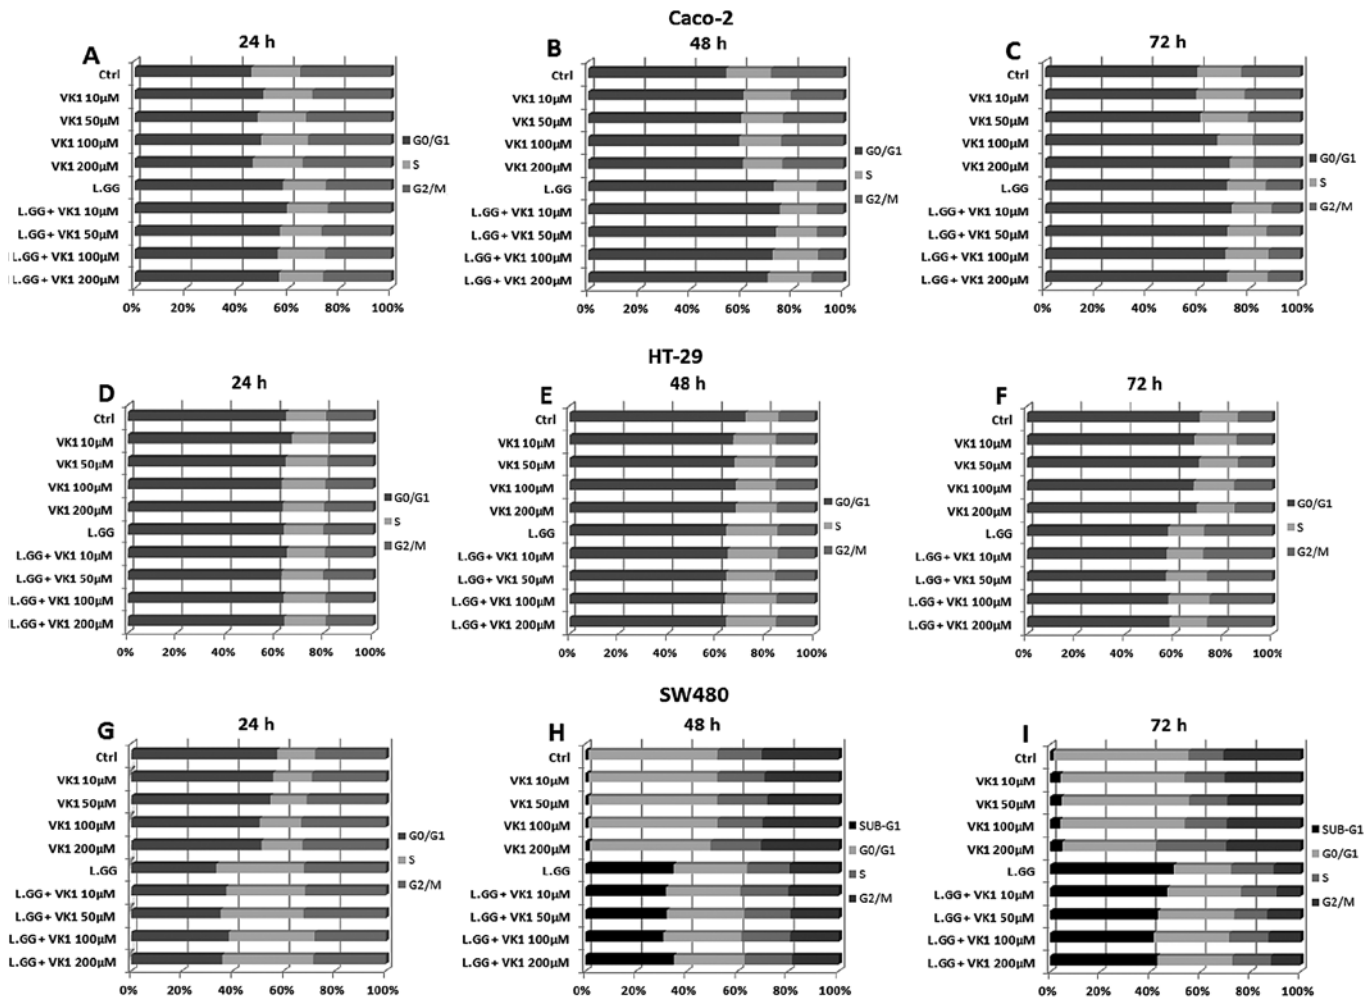 Caco-2
A
24 h
Ctrl
VK1 10µM
VK1 50µM
VK1 100µM
VK1 200µM
L.GG
L.GG + VK1 10µM
L.GG + VK1 50µM
L.GG + VK1 100µM
L.GG + VK1 200µM
0% 20% 40% 60% 80% 100%
G0/G1
S
G2/M
B
48 h
Ctrl
VK1 10µM
VK1 50µM
VK1 100µM
VK1 200µM
L.GG
L.GG + VK1 10µM
L.GG + VK1 50µM
L.GG + VK1 100µM
L.GG + VK1 200µM
0% 20% 40% 60% 80% 100%
G0/G1
S
G2/M
C
72 h
Ctrl
VK1 10µM
VK1 50µM
VK1 100µM
VK1 200µM
L.GG
L.GG + VK1 10µM
L.GG + VK1 50µM
L.GG + VK1 100µM
L.GG + VK1 200µM
0% 20% 40% 60% 80% 100%
G0/G1
S
G2/M
HT-29
D
24 h
Ctrl
VK1 10µM
VK1 50µM
VK1 100µM
VK1 200µM
L.GG
L.GG + VK1 10µM
L.GG + VK1 50µM
L.GG + VK1 100µM
L.GG + VK1 200µM
0% 20% 40% 60% 80% 100%
G0/G1
S
G2/M
E
48 h
Ctrl
VK1 10µM
VK1 50µM
VK1 100µM
VK1 200µM
L.GG
L.GG + VK1 10µM
L.GG + VK1 50µM
L.GG + VK1 100µM
L.GG + VK1 200µM
0% 20% 40% 60% 80% 100%
G0/G1
S
G2/M
F
72 h
Ctrl
VK1 10µM
VK1 50µM
VK1 100µM
VK1 200µM
L.GG
L.GG + VK1 10µM
L.GG + VK1 50µM
L.GG + VK1 100µM
L.GG + VK1 200µM
0% 20% 40% 60% 80% 100%
G0/G1
S
G2/M
SW480
G
24 h
Ctrl
VK1 10µM
VK1 50µM
VK1 100µM
VK1 200µM
L.GG
L.GG + VK1 10µM
L.GG + VK1 50µM
L.GG + VK1 100µM
L.GG + VK1 200µM
0% 20% 40% 60% 80% 100%
G0/G1
S
G2/M
H
48 h
Ctrl
VK1 10µM
VK1 50µM
VK1 100µM
VK1 200µM
L.GG
L.GG + VK1 10µM
L.GG + VK1 50µM
L.GG + VK1 100µM
L.GG + VK1 200µM
0% 20% 40% 60% 80% 100%
SUB-G1
G0/G1
S
G2/M
I
72 h
Ctrl
VK1 10µM
VK1 50µM
VK1 100µM
VK1 200µM
L.GG
L.GG + VK1 10µM
L.GG + VK1 50µM
L.GG + VK1 100µM
L.GG + VK1 200µM
0% 20% 40% 60% 80% 100%
SUB-G1
G0/G1
S
G2/M